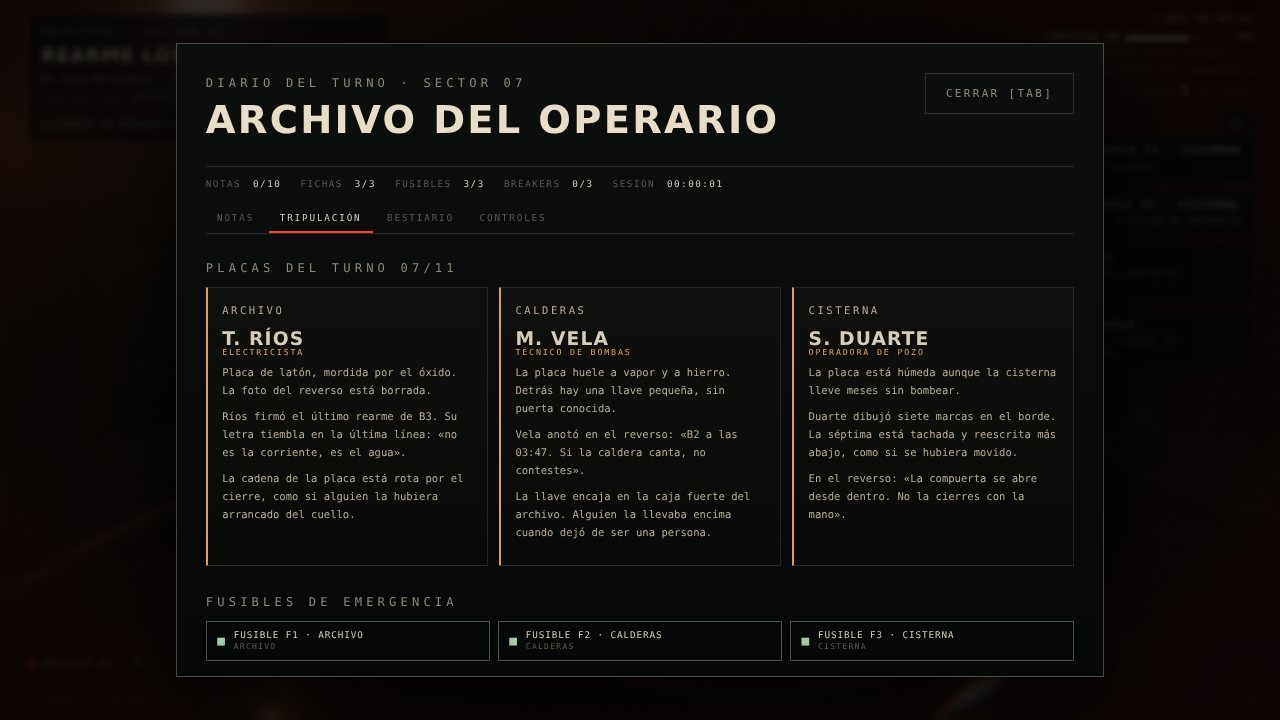 REARME LOS
DIARIO DEL TURNO · SECTOR 07
ARCHIVO DEL OPERARIO
CERRAR [TAB]
NOTAS 0/10 FICHAS 3/3 FUSIBLES 3/3 BREAKERS 0/3 SESIÓN 00:00:01
NOTAS TRIPULACIÓN BESTIARIO CONTROLES
PLACAS DEL TURNO 07/11
ARCHIVO
T. RÍOS
ELECTRICISTA
Placa de latón, mordida por el óxido.
La foto del reverso está borrada.
Ríos firmó el último rearme de B3. Su
letra tiembla en la última línea: «no
es la corriente, es el agua».
La cadena de la placa está rota por el
cierre, como si alguien la hubiera
arrancado del cuello.
CALDERAS
M. VELA
TÉCNICO DE BOMBAS
La placa huele a vapor y a hierro.
Detrás hay una llave pequeña, sin
puerta conocida.
Vela anotó en el reverso: «B2 a las
03:47. Si la caldera canta, no
contestes».
La llave encaja en la caja fuerte del
archivo. Alguien la llevaba encima
cuando dejó de ser una persona.
CISTERNA
S. DUARTE
OPERADORA DE POZO
La placa está húmeda aunque la cisterna
lleve meses sin bombear.
Duarte dibujó siete marcas en el borde.
La séptima está tachada y reescrita más
abajo, como si se hubiera movido.
En el reverso: «La compuerta se abre
desde dentro. No la cierres con la
mano».
FUSIBLES DE EMERGENCIA
FUSIBLE F1 · ARCHIVO
ARCHIVO
FUSIBLE F2 · CALDERAS
CALDERAS
FUSIBLE F3 · CISTERNA
CISTERNA